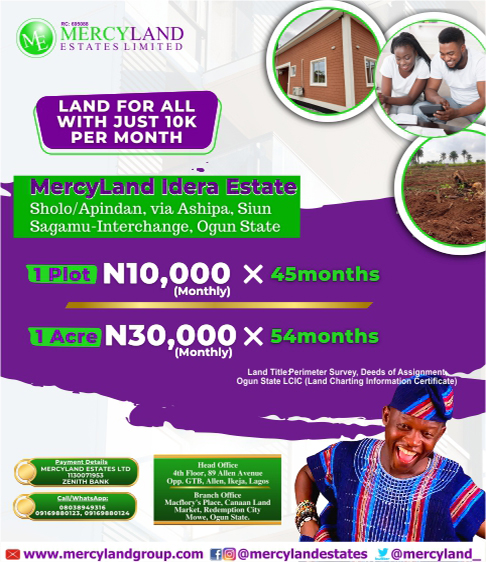 RC: 695088
ME
MERCYLAND
ESTATES LIMITED
LAND FOR ALL
WITH JUST 10K
PER MONTH
MercyLand Idera Estate
Sholo/Apindan, via Ashipa, Siun
Sagamu-Interchange, Ogun State
1 Plot N10,000 X 45months
(Monthly)
1 Acre N30,000 X 54months
(Monthly)
Land Title:Perimeter Survey, Deeds of Assignment,
Ogun State LCIC (Land Charting Information Certificate)
Payment Details
MERCYLAND ESTATES LTD
1130071953
ZENITH BANK
Call/WhatsApp:
08038949316
09169880123, 09169880124
Head Office
4th Floor, 89 Allen Avenue
Opp. GTB, Allen, Ikeja, Lagos
Branch Office
Macflory's Place, Canaan Land
Market, Redemption City
Mowe, Ogun State.
www.mercylandgroup.com @mercylandestates @mercyland_